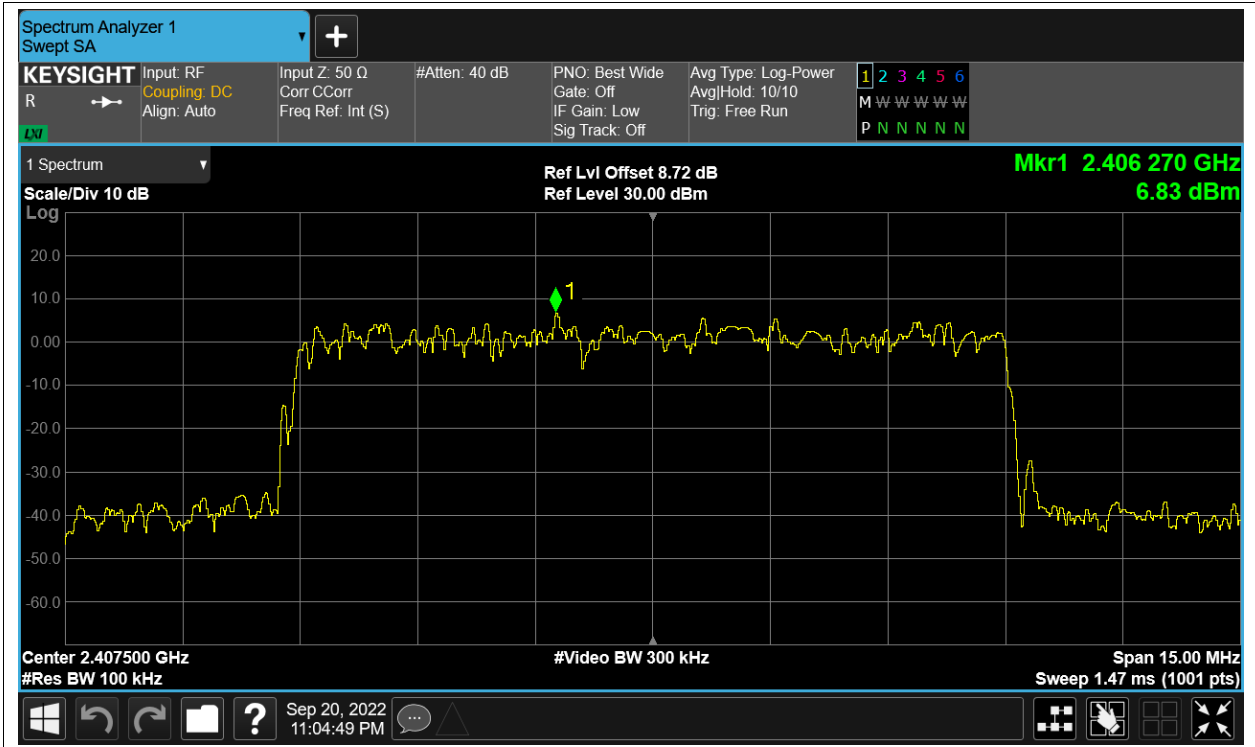 Spectrum Analyzer 1
Swept SA
KEYSIGHT
R
LXI
Input: RF
Coupling: DC
Align: Auto
Input Z: 50 Ω
Corr CCorr
Freq Ref: Int (S)
#Atten: 40 dB
PNO: Best Wide
Gate: Off
IF Gain: Low
Sig Track: Off
Avg Type: Log-Power
Avg|Hold: 10/10
Trig: Free Run
1 2 3 4 5 6
M W W W W W
P N N N N N
1 Spectrum
Scale/Div 10 dB
Log
Ref Lvl Offset 8.72 dB
Ref Level 30.00 dBm
Mkr1 2.406 270 GHz
6.83 dBm
20.0
10.0
1
0.00
-10.0
-20.0
-30.0
-40.0
-50.0
-60.0
Center 2.407500 GHz
#Video BW 300 kHz
Span 15.00 MHz
#Res BW 100 kHz
Sweep 1.47 ms (1001 pts)
?
Sep 20, 2022
11:04:49 PM